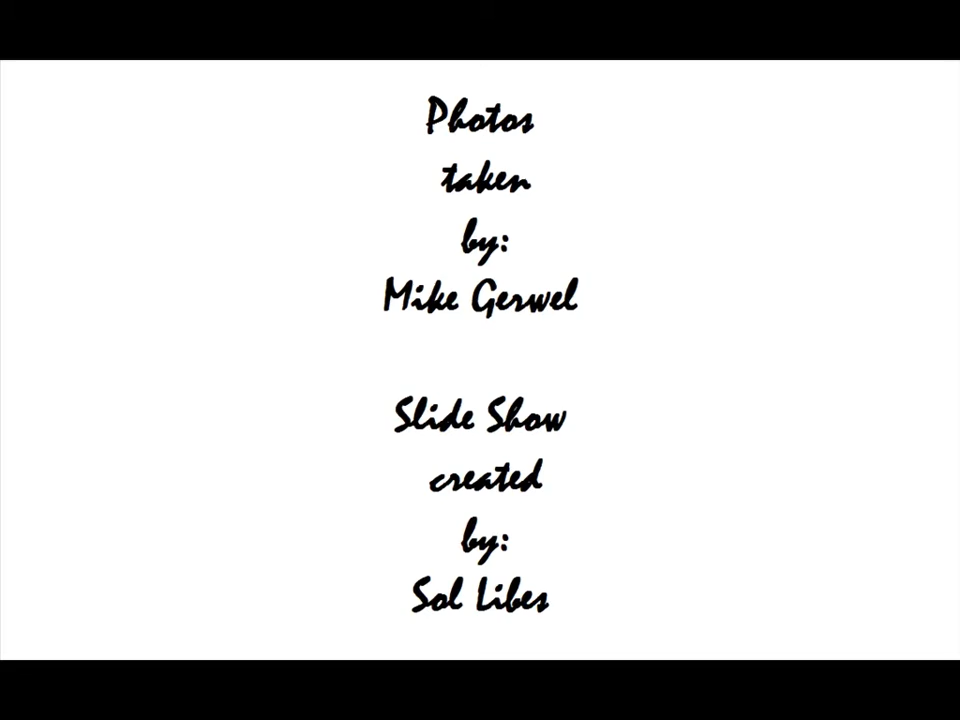 Photos
taken
by:
Mike Gerwel
Slide Show
created
by:
Sol Libes